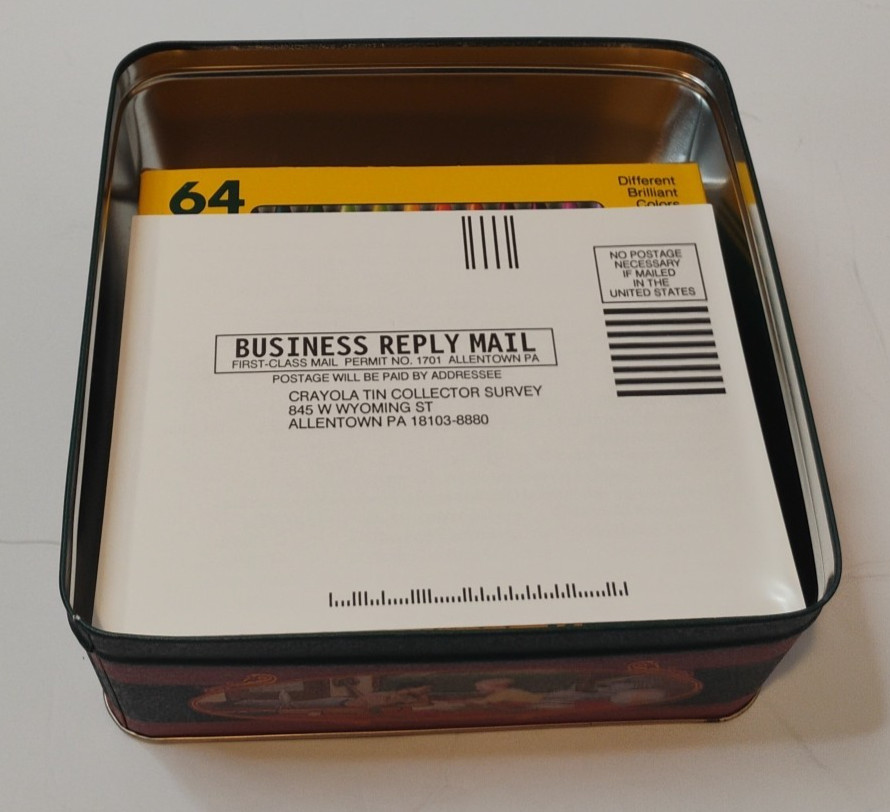 64
Different
Brilliant
Colors
NO POSTAGE
NECESSARY
IF MAILED
IN THE
UNITED STATES
BUSINESS REPLY MAIL
FIRST-CLASS MAIL PERMIT NO. 1701 ALLENTOWN PA
POSTAGE WILL BE PAID BY ADDRESSEE
CRAYOLA TIN COLLECTOR SURVEY
845 W WYOMING ST
ALLENTOWN PA 18103-8880